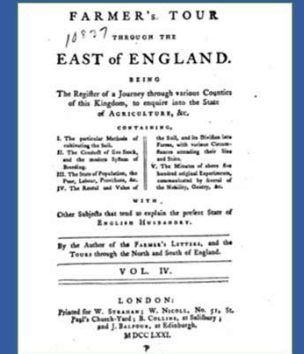 FARMER's TOUR
10837
THROUGH THE
EAST OF ENGLAND.
BEING
The Register of a Journey through various Counties
of this Kingdom, to enquire into the State
of AGRICULTURE, &c.
CONTAINING,
I. The particular Methods of
cultivating the Soil.
II. The Conduct of live Stock,
and the modern System of
Breeding.
III. The State of Population, the
Poor, Labour, Provisions, &c.
IV. The Rental and Value of
the Soil, and its Division into
Farms, with various Circum-
stances attending their Size
and State.
V. The Minutes of above five
hundred original Experiments,
communicated by several of
the Nobility, Gentry, &c.
WITH
Other Subjects that tend to explain the present State of
ENGLISH HUSBANDRY.
By the Author of the FARMER's LETTERS, and the
TOURS through the North and South of England.
VOL. IV.
LONDON:
Printed for W. STRAHAN; W. NICOLL, No. 51, St.
Paul's Church-Yard; B. COLLINS, at Salisbury;
and J. BALFOUR, at Edinburgh.
MDCCLXXI.